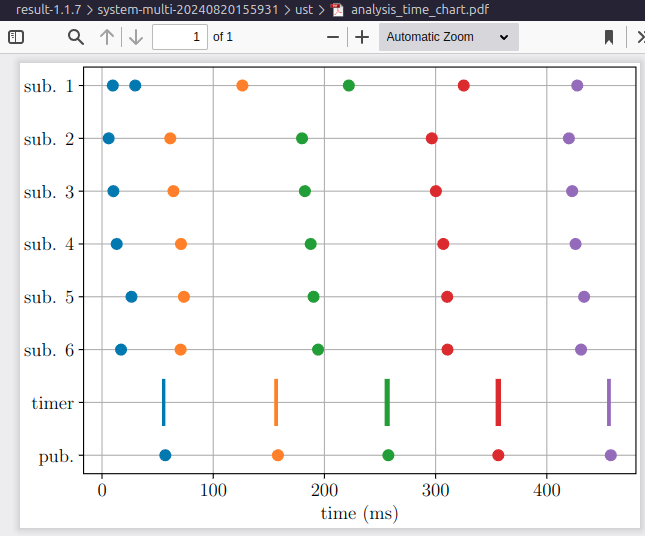 result-1.1.7 > system-multi-20240820155931 > ust > analysis_time_chart.pdf
1 of 1 Automatic Zoom
sub. 1
sub. 2
sub. 3
sub. 4
sub. 5
sub. 6
timer
pub.
0 100 200 300 400
time (ms)